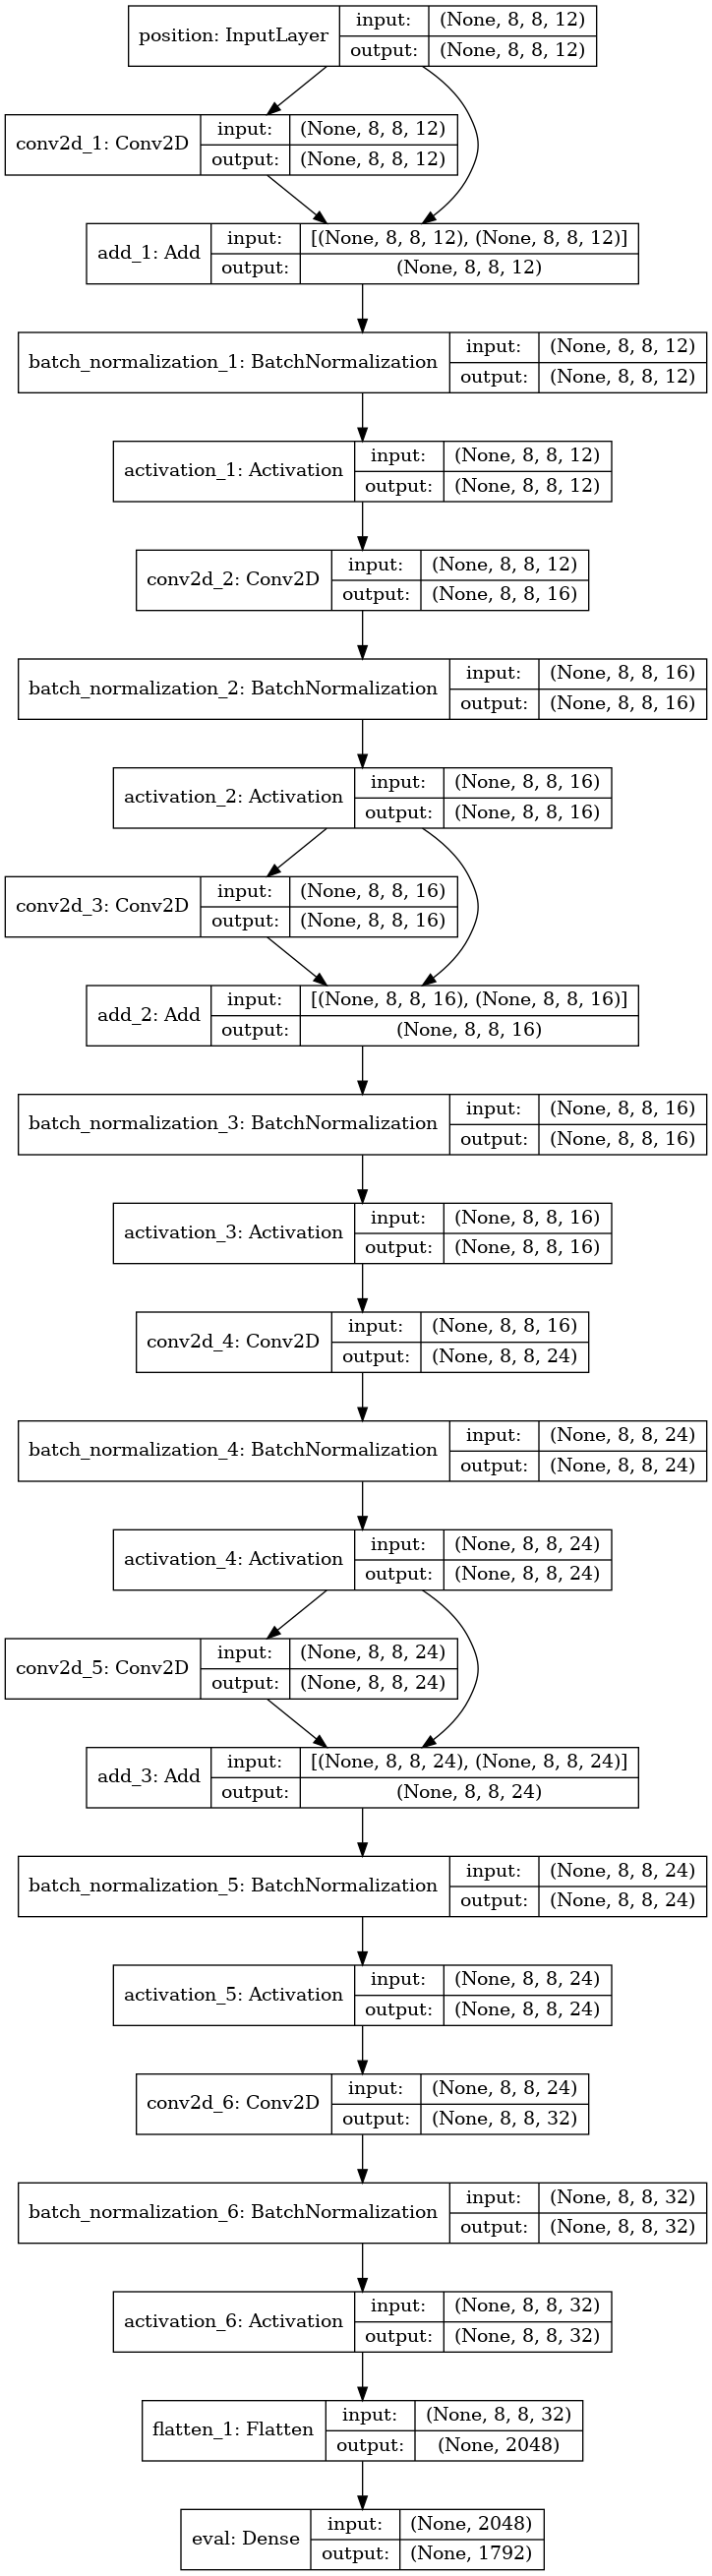 position: InputLayer
input: (None, 8, 8, 12)
output: (None, 8, 8, 12)
conv2d_1: Conv2D
input: (None, 8, 8, 12)
output: (None, 8, 8, 12)
add_1: Add
input: [(None, 8, 8, 12), (None, 8, 8, 12)]
output: (None, 8, 8, 12)
batch_normalization_1: BatchNormalization
input: (None, 8, 8, 12)
output: (None, 8, 8, 12)
activation_1: Activation
input: (None, 8, 8, 12)
output: (None, 8, 8, 12)
conv2d_2: Conv2D
input: (None, 8, 8, 12)
output: (None, 8, 8, 16)
batch_normalization_2: BatchNormalization
input: (None, 8, 8, 16)
output: (None, 8, 8, 16)
activation_2: Activation
input: (None, 8, 8, 16)
output: (None, 8, 8, 16)
conv2d_3: Conv2D
input: (None, 8, 8, 16)
output: (None, 8, 8, 16)
add_2: Add
input: [(None, 8, 8, 16), (None, 8, 8, 16)]
output: (None, 8, 8, 16)
batch_normalization_3: BatchNormalization
input: (None, 8, 8, 16)
output: (None, 8, 8, 16)
activation_3: Activation
input: (None, 8, 8, 16)
output: (None, 8, 8, 16)
conv2d_4: Conv2D
input: (None, 8, 8, 16)
output: (None, 8, 8, 24)
batch_normalization_4: BatchNormalization
input: (None, 8, 8, 24)
output: (None, 8, 8, 24)
activation_4: Activation
input: (None, 8, 8, 24)
output: (None, 8, 8, 24)
conv2d_5: Conv2D
input: (None, 8, 8, 24)
output: (None, 8, 8, 24)
add_3: Add
input: [(None, 8, 8, 24), (None, 8, 8, 24)]
output: (None, 8, 8, 24)
batch_normalization_5: BatchNormalization
input: (None, 8, 8, 24)
output: (None, 8, 8, 24)
activation_5: Activation
input: (None, 8, 8, 24)
output: (None, 8, 8, 24)
conv2d_6: Conv2D
input: (None, 8, 8, 24)
output: (None, 8, 8, 32)
batch_normalization_6: BatchNormalization
input: (None, 8, 8, 32)
output: (None, 8, 8, 32)
activation_6: Activation
input: (None, 8, 8, 32)
output: (None, 8, 8, 32)
flatten_1: Flatten
input: (None, 8, 8, 32)
output: (None, 2048)
eval: Dense
input: (None, 2048)
output: (None, 1792)